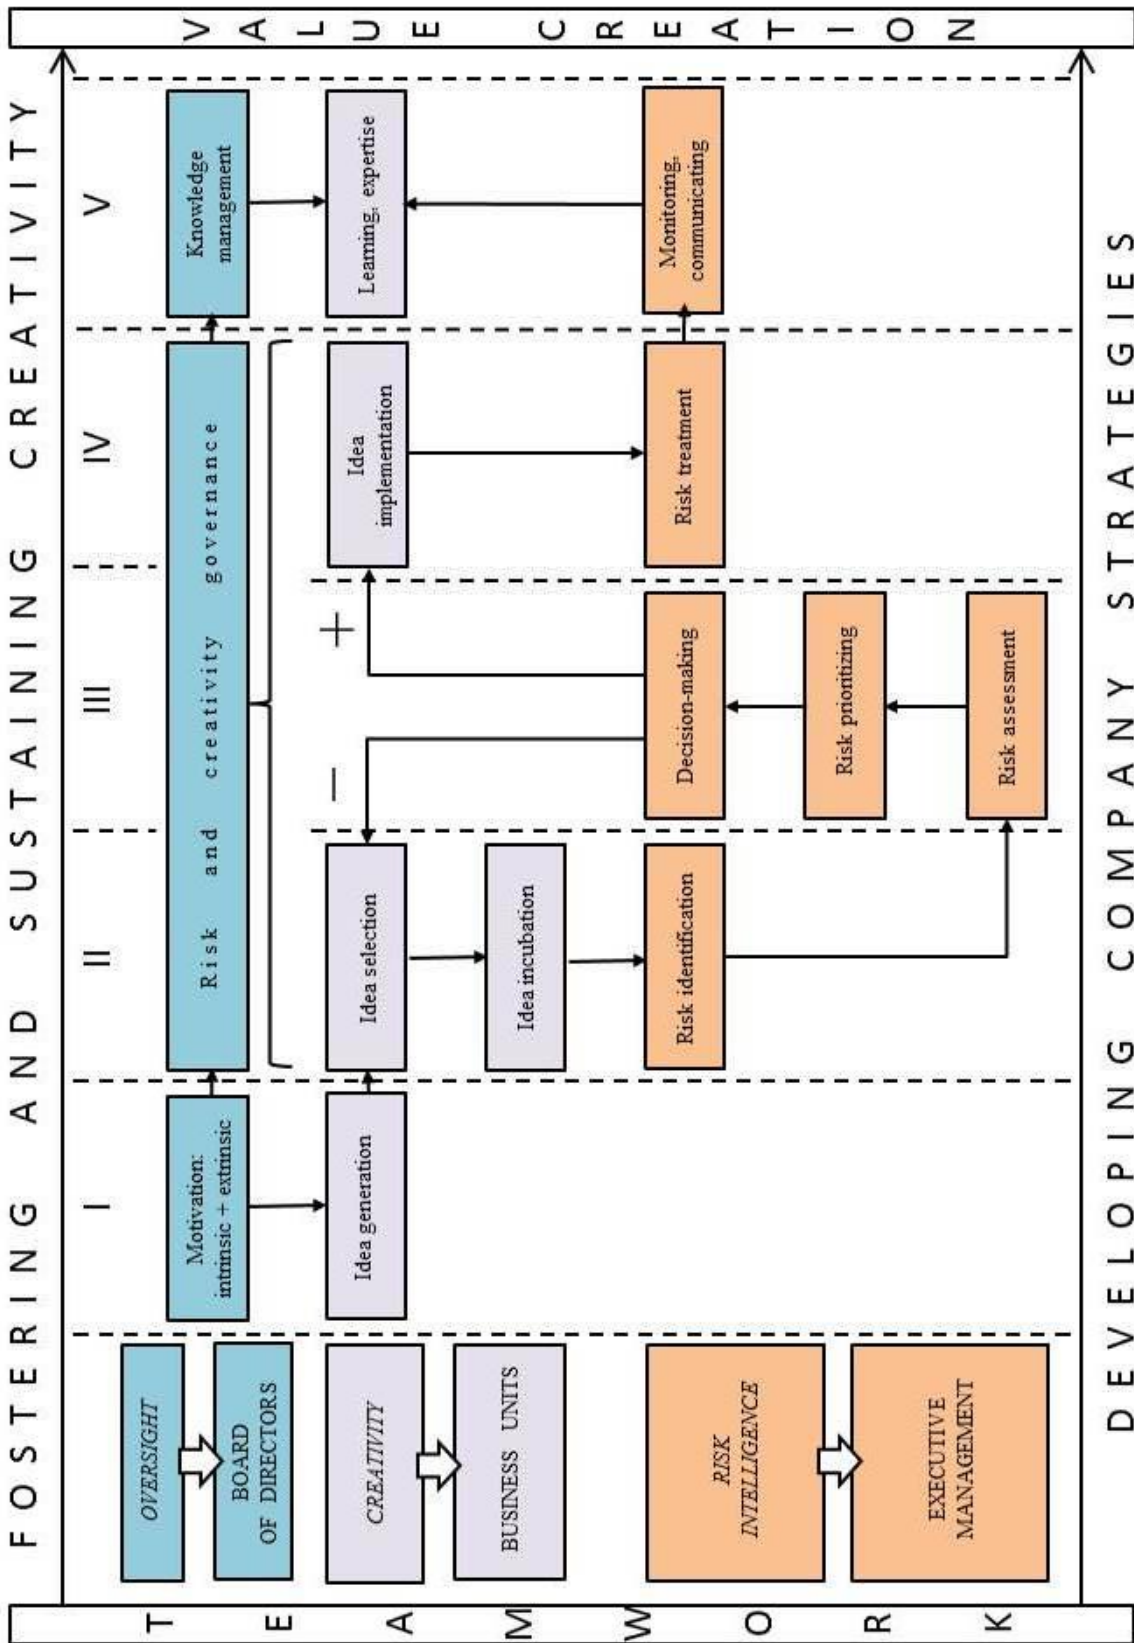 FOSTERING AND SUSTAINING CREATIVITY
TEAMWORK
VALUE CREATION
I
II
III
IV
V
OVERSIGHT
BOARD
OF DIRECTORS
Motivation:
intrinsic + extrinsic
Risk and creativity governance
Knowledge
management
CREATIVITY
BUSINESS UNITS
Idea generation
Idea selection
Idea incubation
–
+
Idea
implementation
Learning, expertise
RISK
INTELLIGENCE
EXECUTIVE
MANAGEMENT
Risk identification
Decision-making
Risk prioritizing
Risk assessment
Risk treatment
Monitoring,
communicating
DEVELOPING COMPANY STRATEGIES